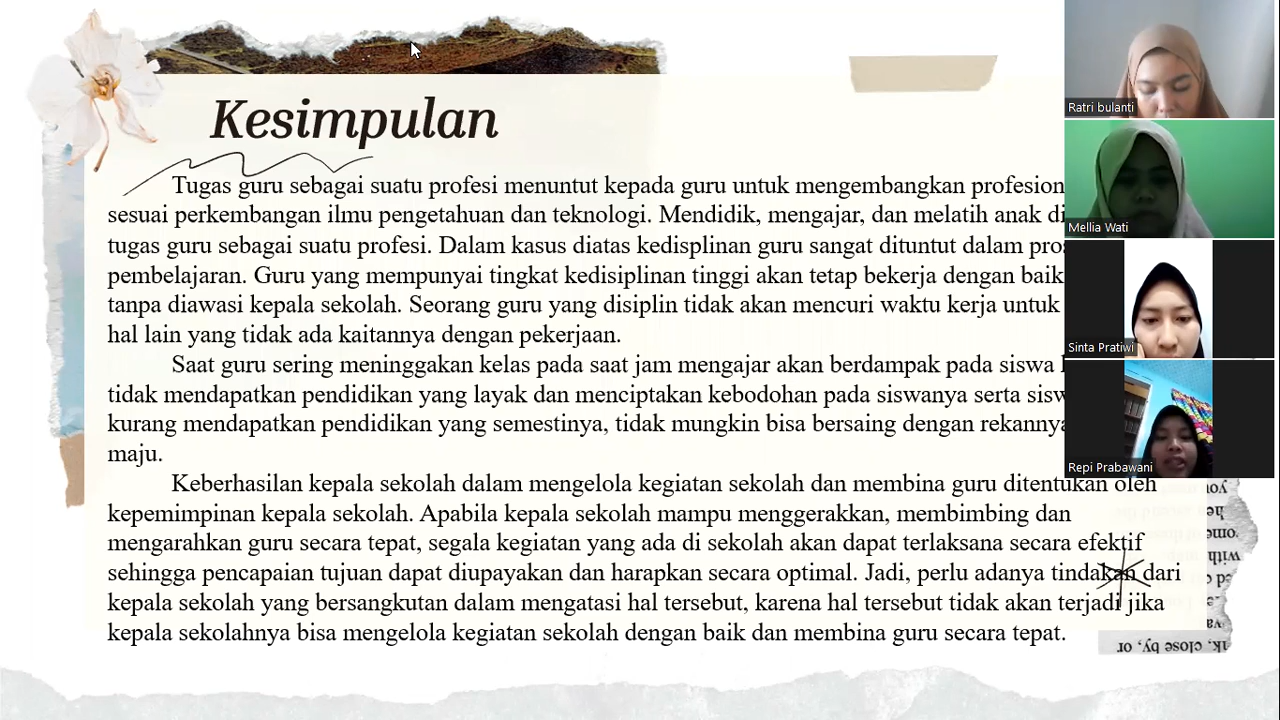 Kesimpulan
Tugas guru sebagai suatu profesi menuntut kepada guru untuk mengembangkan
sesuai perkembangan ilmu pengetahuan dan teknologi. Mendidik, mengajar, dan melatih anak
tugas guru sebagai suatu profesi. Dalam kasus diatas kedisplinan guru sangat dituntut dalam
pembelajaran. Guru yang mempunyai tingkat kedisiplinan tinggi akan tetap bekerja dengan baik
tanpa diawasi kepala sekolah. Seorang guru yang disiplin tidak akan mencuri waktu kerja untuk
hal lain yang tidak ada kaitannya dengan pekerjaan.
Saat guru sering meninggakan kelas pada saat jam mengajar akan berdampak pada siswa
tidak mendapatkan pendidikan yang layak dan menciptakan kebodohan pada siswanya serta
kurang mendapatkan pendidikan yang semestinya, tidak mungkin bisa bersaing dengan rekannya
maju.
Keberhasilan kepala sekolah dalam mengelola kegiatan sekolah dan membina guru ditentukan oleh
kepemimpinan kepala sekolah. Apabila kepala sekolah mampu menggerakkan, membimbing dan
mengarahkan guru secara tepat, segala kegiatan yang ada di sekolah akan dapat terlaksana secara efektif
sehingga pencapaian tujuan dapat diupayakan dan harapkan secara optimal. Jadi, perlu adanya tindakan dari
kepala sekolah yang bersangkutan dalam mengatasi hal tersebut, karena hal tersebut tidak akan terjadi jika
kepala sekolahnya bisa mengelola kegiatan sekolah dengan baik dan membina guru secara tepat.
Ratri bulanti
Mellia Wati
Sinta Pratiwi
Repi Prabawani
you
with
close by, or